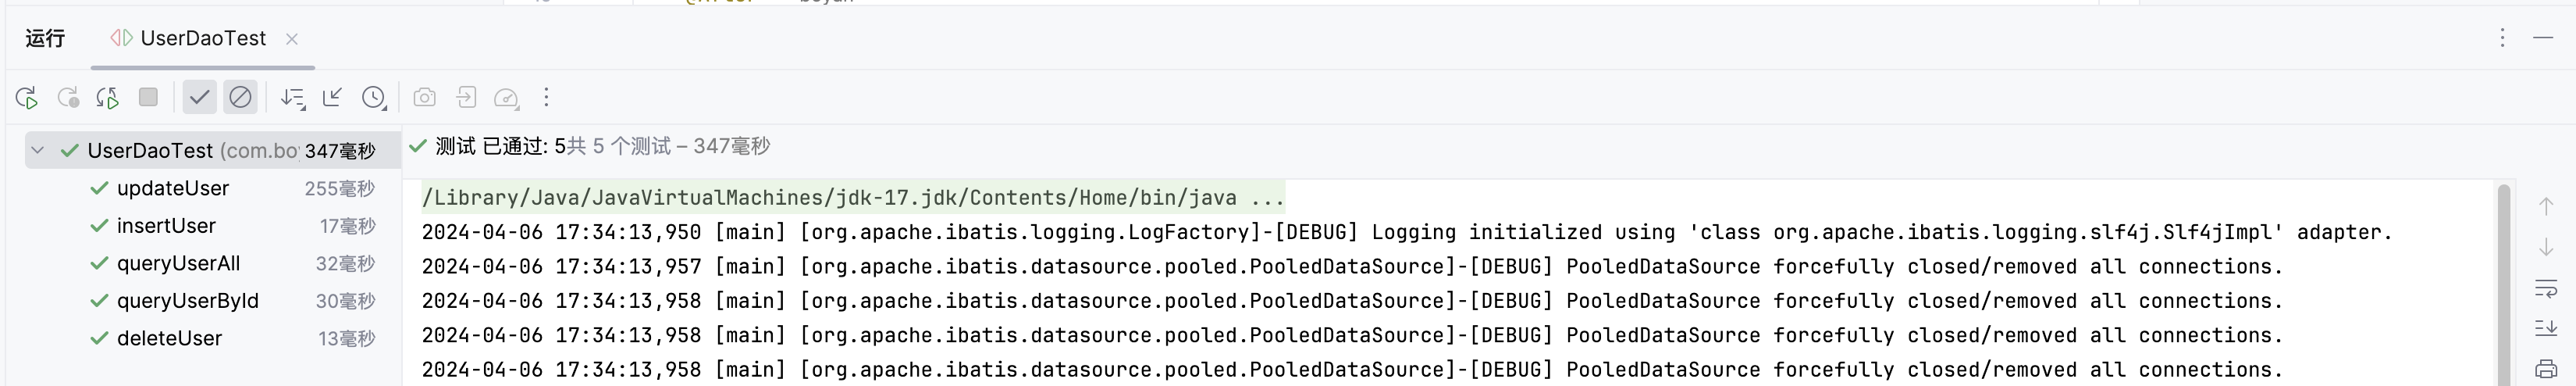 运行 UserDaoTest
UserDaoTest (com.bo 347毫秒
updateUser 255毫秒
insertUser 17毫秒
queryUserAll 32毫秒
queryUserById 30毫秒
deleteUser 13毫秒
测试 已通过: 5共 5 个测试 – 347毫秒
/Library/Java/JavaVirtualMachines/jdk-17.jdk/Contents/Home/bin/java ...
2024-04-06 17:34:13,950 [main] [org.apache.ibatis.logging.LogFactory]-[DEBUG] Logging initialized using 'class org.apache.ibatis.logging.slf4j.Slf4jImpl' adapter.
2024-04-06 17:34:13,957 [main] [org.apache.ibatis.datasource.pooled.PooledDataSource]-[DEBUG] PooledDataSource forcefully closed/removed all connections.
2024-04-06 17:34:13,958 [main] [org.apache.ibatis.datasource.pooled.PooledDataSource]-[DEBUG] PooledDataSource forcefully closed/removed all connections.
2024-04-06 17:34:13,958 [main] [org.apache.ibatis.datasource.pooled.PooledDataSource]-[DEBUG] PooledDataSource forcefully closed/removed all connections.
2024-04-06 17:34:13,958 [main] [org.apache.ibatis.datasource.pooled.PooledDataSource]-[DEBUG] PooledDataSource forcefully closed/removed all connections.